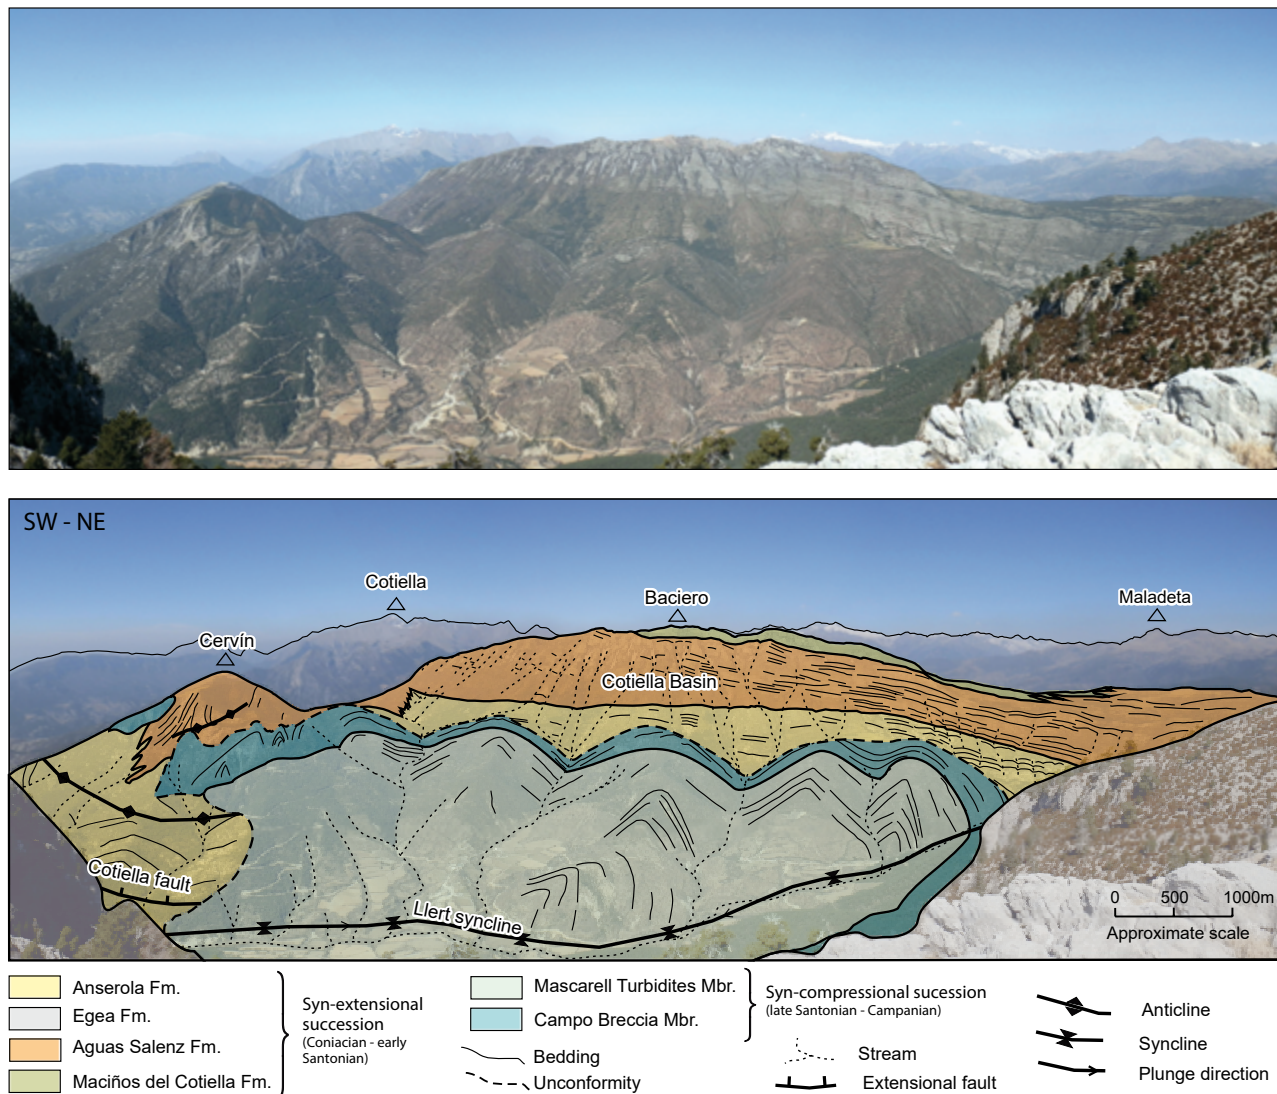 SW - NE
Cotiella
Baciero
Maladeta
Cervín
Cotiella Basin
Cotiella fault
Llert syncline
0 500 1000m
Approximate scale
Anserola Fm.
Egea Fm.
Aguas Salenz Fm.
Maciños del Cotiella Fm.
Syn-extensional
succession
(Coniacian - early
Santonian)
Mascarell Turbidites Mbr.
Campo Breccia Mbr.
Syn-compressional sucession
(late Santonian - Campanian)
Bedding
Unconformity
Stream
Extensional fault
Anticline
Syncline
Plunge direction